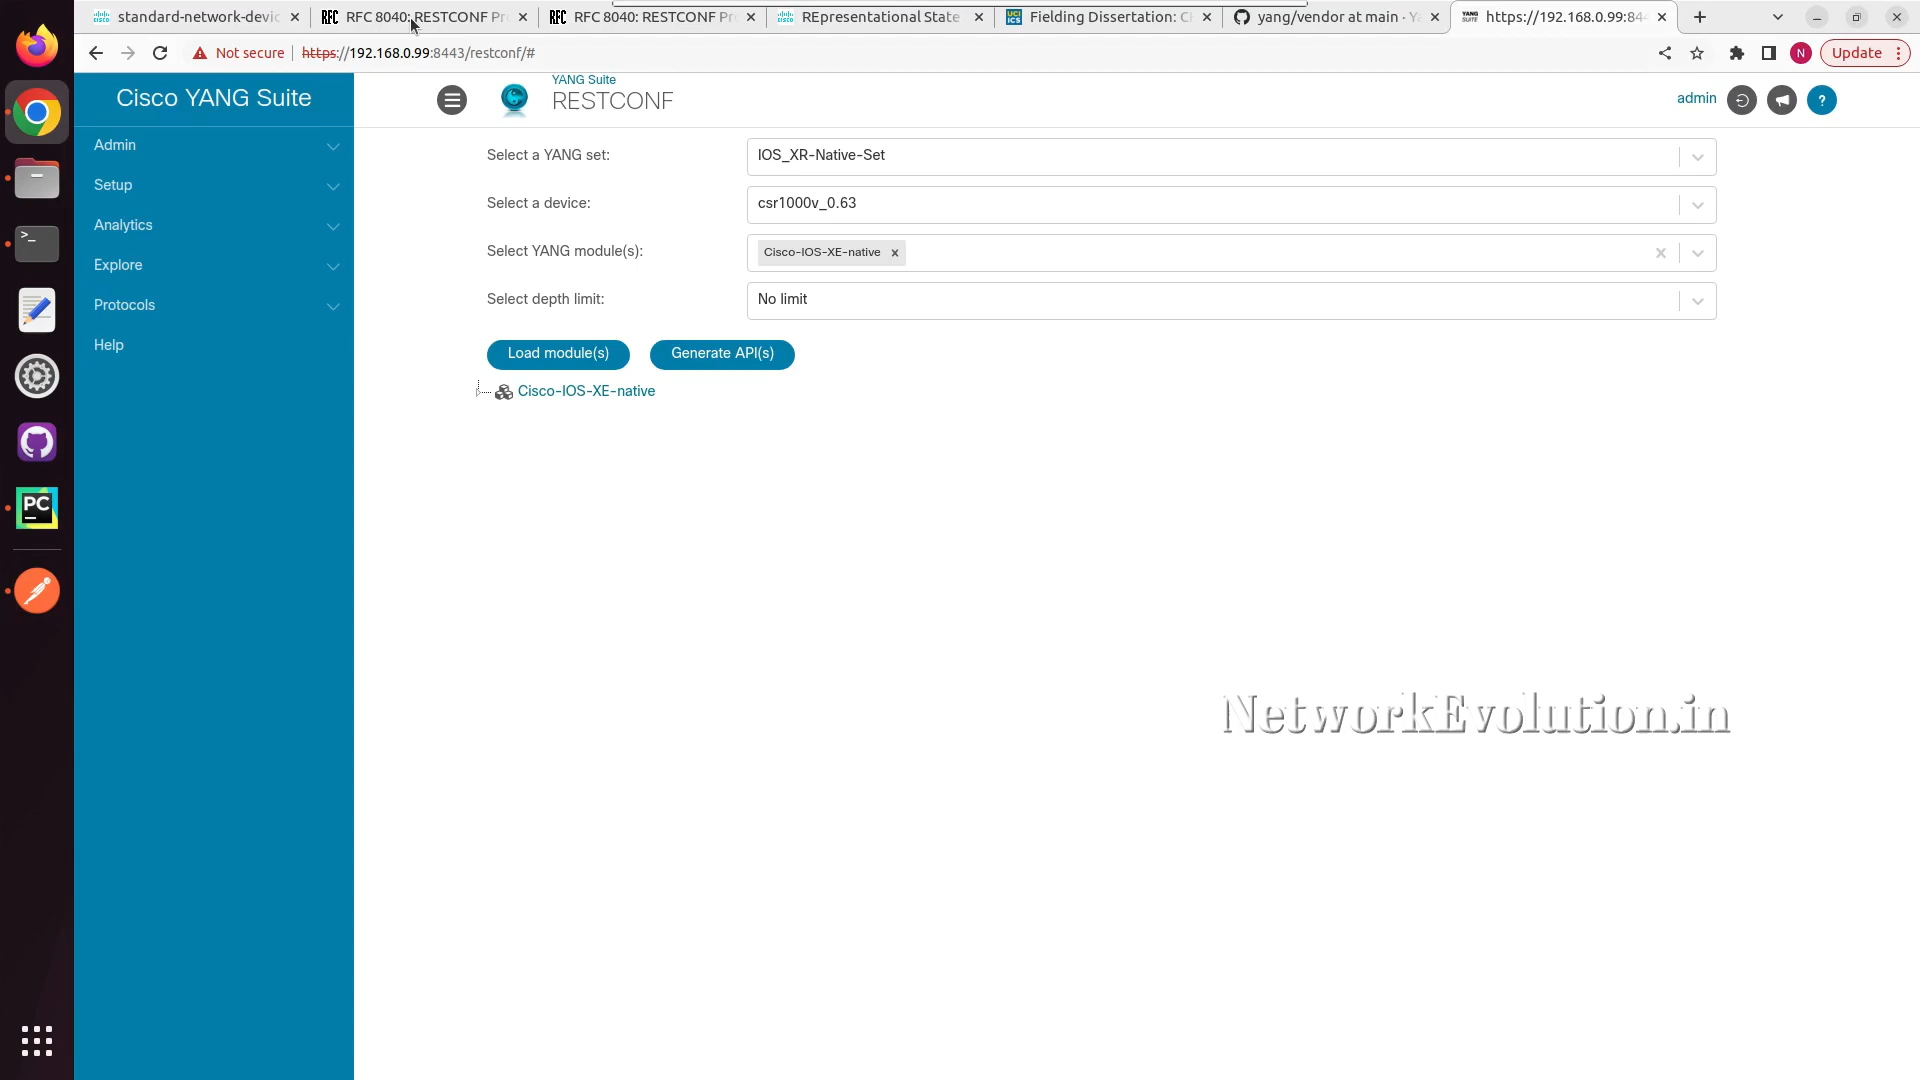 standard-network-devic
RFC 8040: RESTCONF Pr
RFC 8040: RESTCONF Pro
REpresentational State
Fielding Dissertation: C
yang/vendor at main · Ya
https://192.168.0.99:844
Not secure
https://192.168.0.99:8443/restconf/#
N
Update
Cisco YANG Suite
YANG Suite
RESTCONF
admin
?
Admin
Setup
Analytics
Explore
Protocols
Help
Select a YANG set:
IOS_XR-Native-Set
Select a device:
csr1000v_0.63
Select YANG module(s):
Cisco-IOS-XE-native
Select depth limit:
No limit
Load module(s)
Generate API(s)
Cisco-IOS-XE-native
NetworkEvolution.in